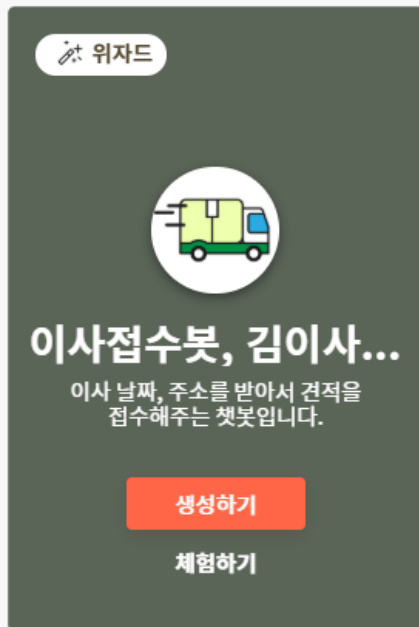 위자드
이사접수봇, 김이사...
이사 날짜, 주소를 받아서 견적을
접수해주는 챗봇입니다.
생성하기
체험하기